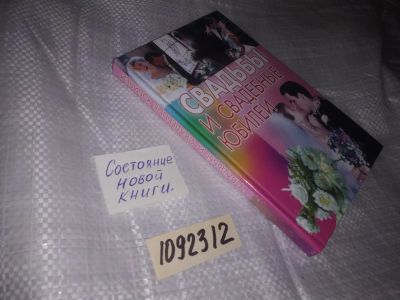 СВАДЬБЫ
И СВАДЕБНЫЕ
ЮБИЛЕИ
Состояние
новой
книги.
1092312